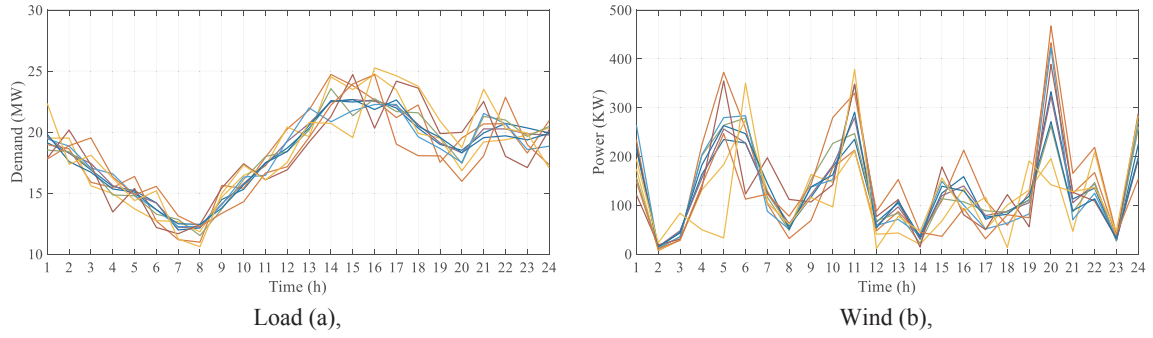 30
25
20
15
10
Demand (MW)
1 2 3 4 5 6 7 8 9 10 11 12 13 14 15 16 17 18 19 20 21 22 23 24
Time (h)
Load (a),
500
400
300
200
100
0
Power (KW)
1 2 3 4 5 6 7 8 9 10 11 12 13 14 15 16 17 18 19 20 21 22 23 24
Time (h)
Wind (b),